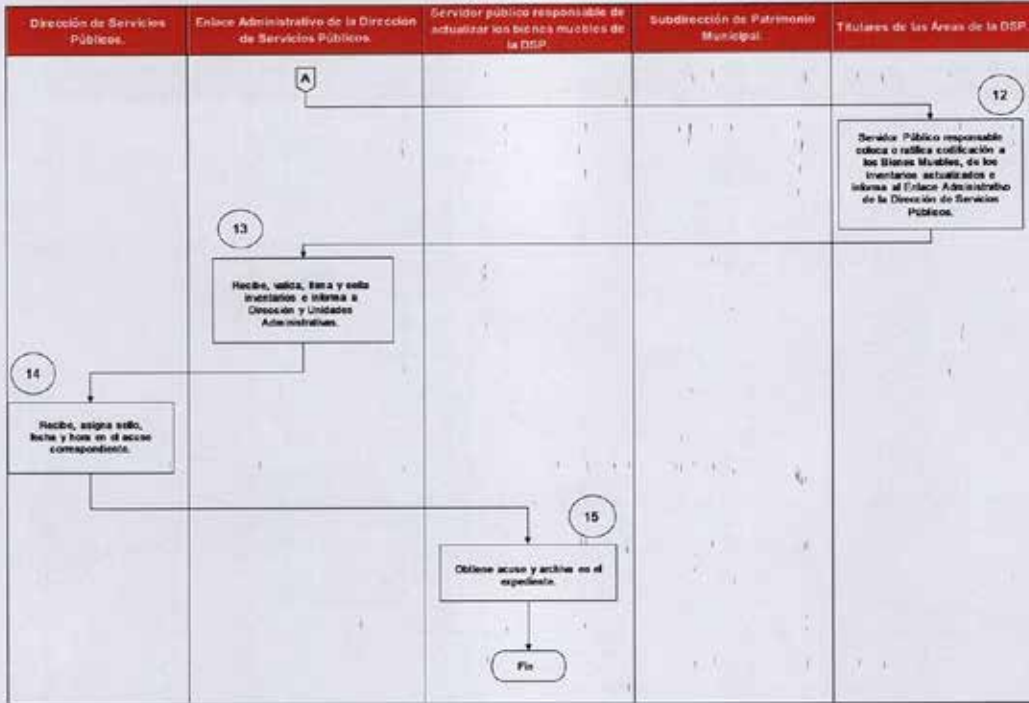 Dirección de Servicios
Públicos.
Enlace Administrativo de la Dirección
de Servicios Públicos.
Servidor público responsable de
actualizar los bienes muebles de
la DSP.
Subdirección de Patrimonio
Municipal.
Titulares de las Áreas de la DSP.
A
12
Servidor Público responsable
coloca o ratifica codificación a
los Bienes Muebles, de los
inventarios actualizados e
informa al Enlace Administrativo
de la Dirección de Servicios
Públicos.
13
Recibe, valida, firma y sella
inventarios e informa a
Dirección y Unidades
Administrativas.
14
Recibe, asigna sello,
fecha y hora en el acuse
correspondiente.
15
Obtiene acuse y archiva en el
expediente.
Fin